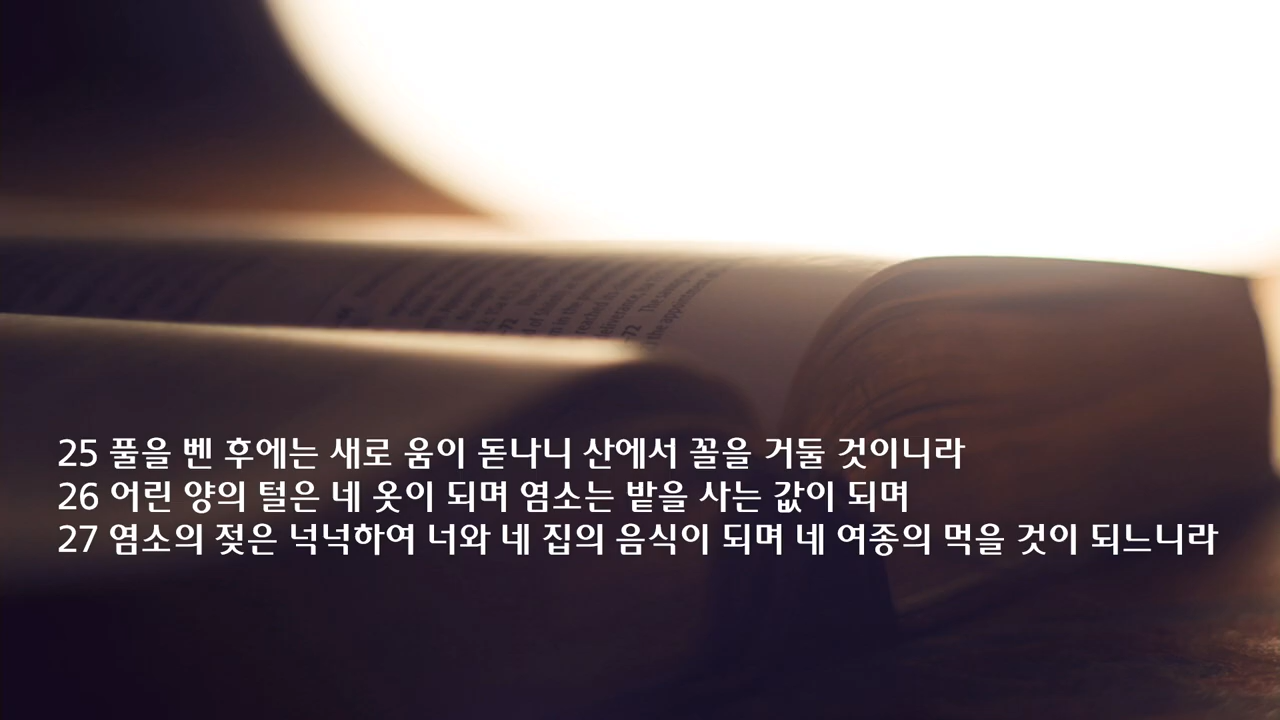 25 풀을 벤 후에는 새로 움이 돋나니 산에서 꼴을 거둘 것이니라
26 어린 양의 털은 네 옷이 되며 염소는 밭을 사는 값이 되며
27 염소의 젖은 넉넉하여 너와 네 집의 음식이 되며 네 여종의 먹을 것이 되느니라